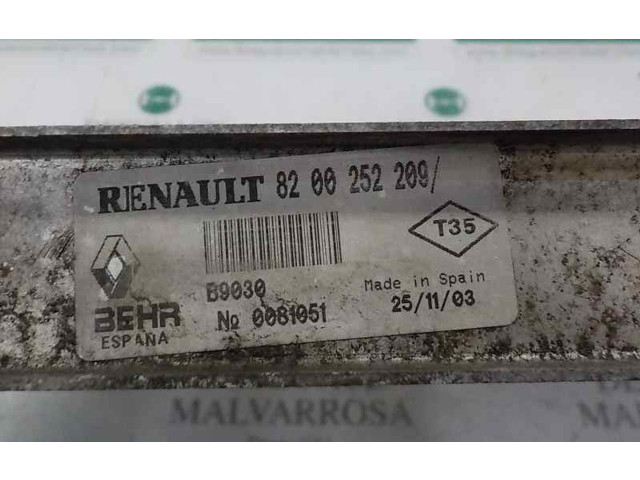 RENAULT 82 00 252 209/
T35
B9030
BEHR
ESPAÑA
№ 0081051
Made in Spain
25/11/03
MALVARROSA